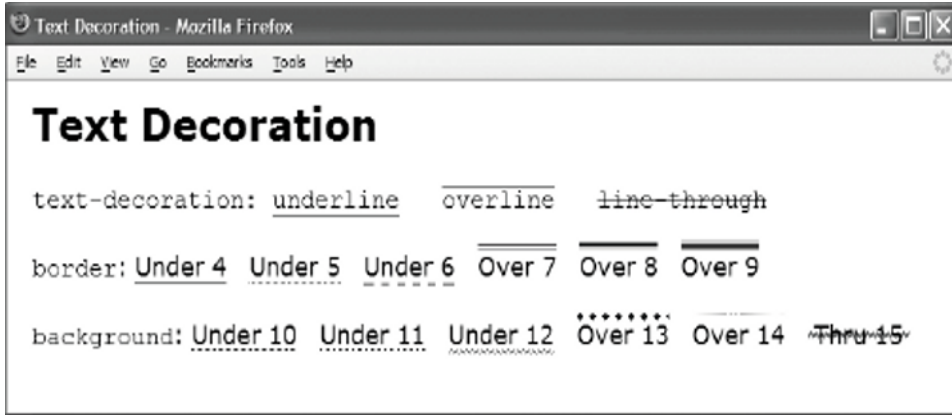 Text Decoration - Mozilla Firefox
File Edit View Go Bookmarks Tools Help
Text Decoration
text-decoration: underline overline line-through
border: Under 4 Under 5 Under 6 Over 7 Over 8 Over 9
background: Under 10 Under 11 Under 12 Over 13 Over 14 Thru 15